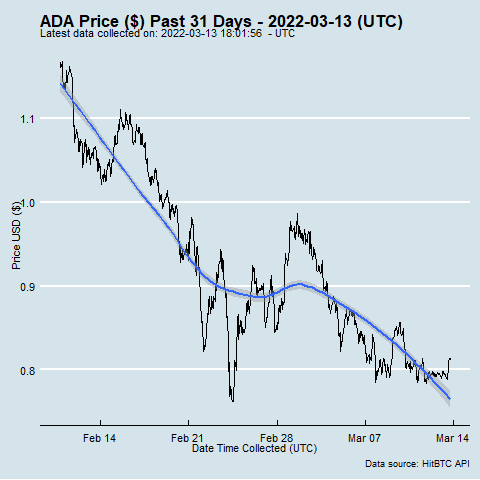 ADA Price ($) Past 31 Days - 2022-03-13 (UTC)
Latest data collected on: 2022-03-13 18:01:56 - UTC
1.1
1.0
0.9
0.8
Price USD ($)
Feb 14 Feb 21 Feb 28 Mar 07 Mar 14
Date Time Collected (UTC)
Data source: HitBTC API